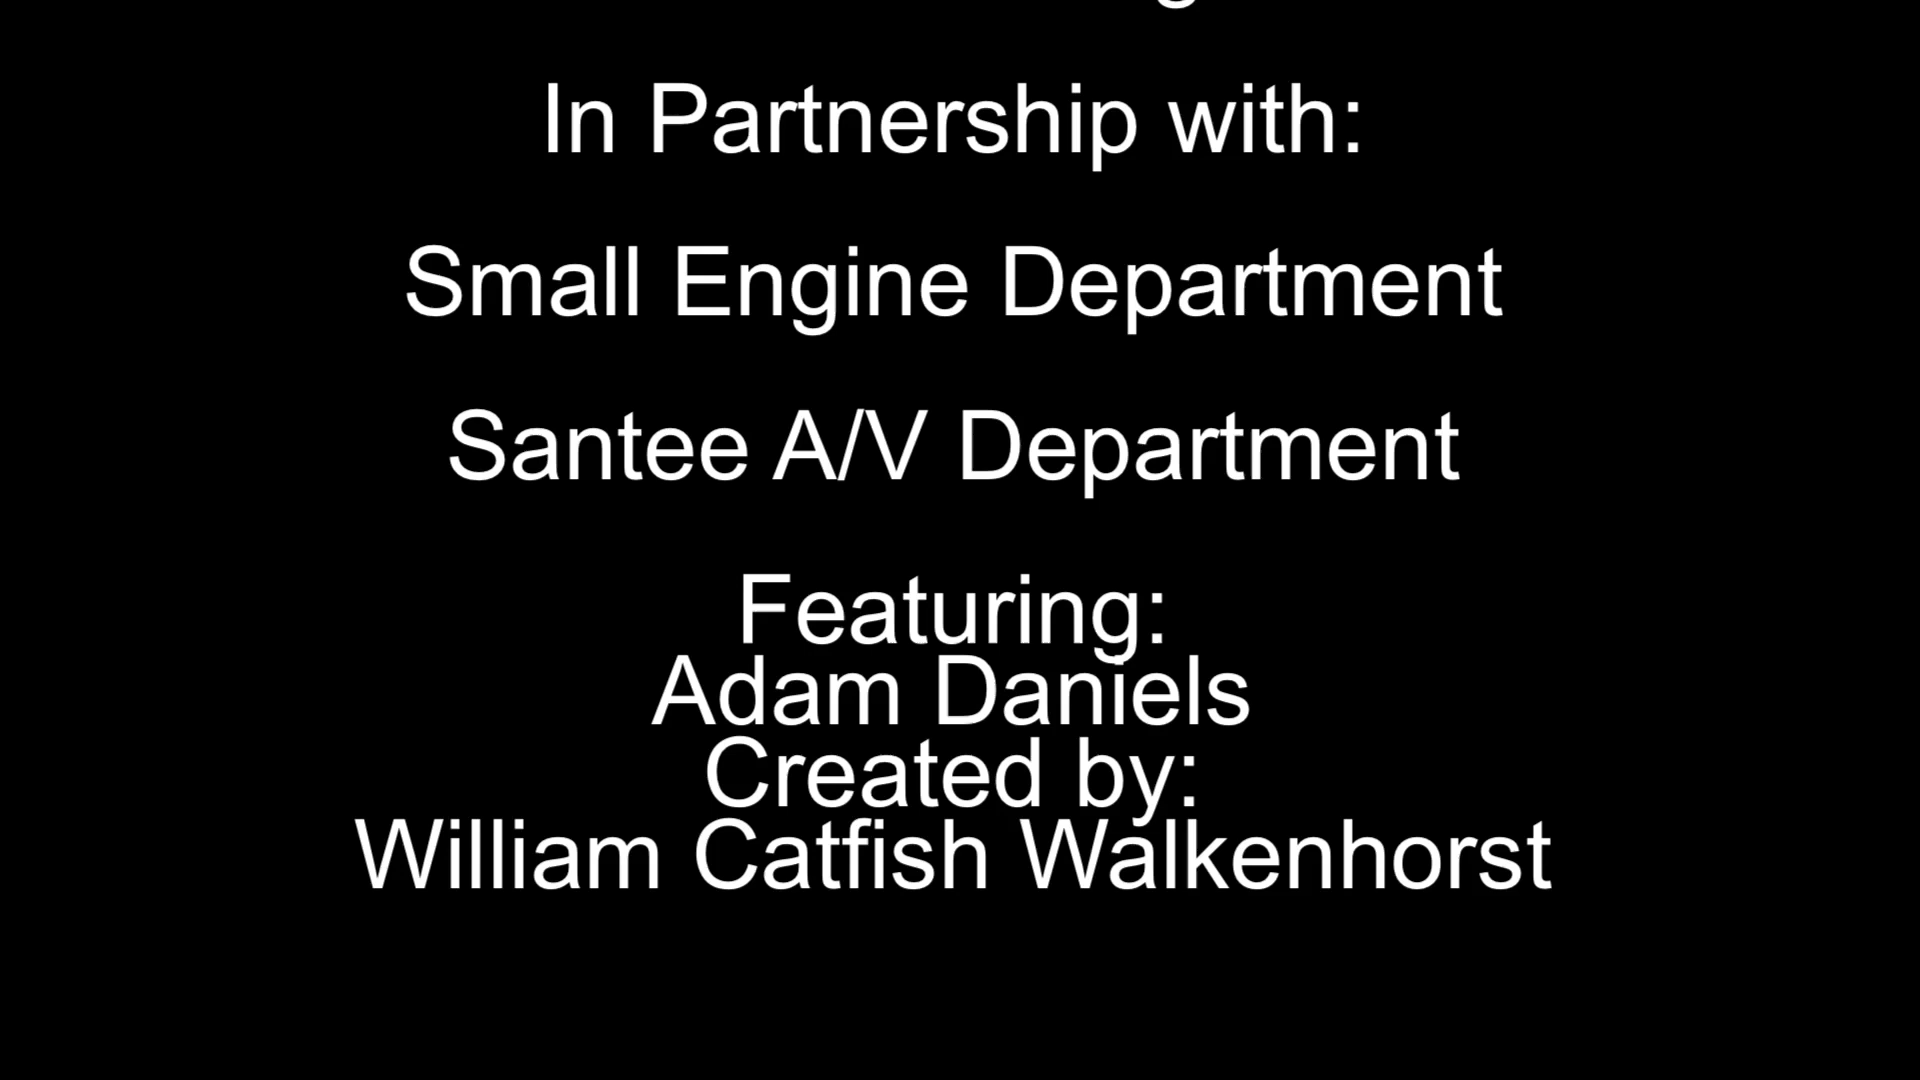 In Partnership with:
Small Engine Department
Santee A/V Department
Featuring:
Adam Daniels
Created by:
William Catfish Walkenhorst